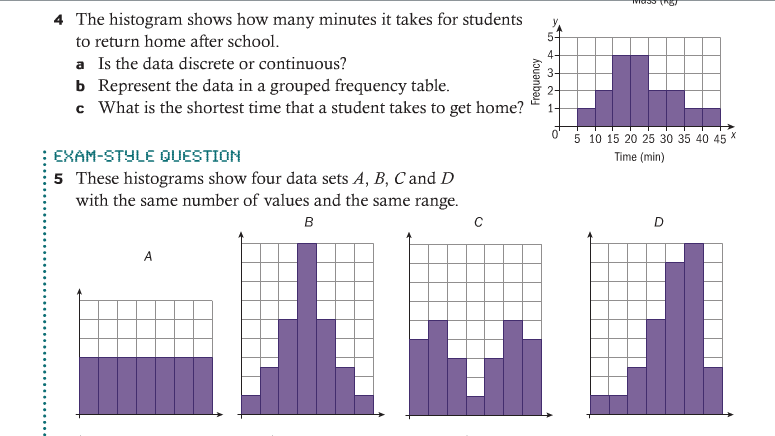 Mass (kg)
4 The histogram shows how many minutes it takes for students
to return home after school.
a Is the data discrete or continuous?
b Represent the data in a grouped frequency table.
c What is the shortest time that a student takes to get home?
y
5
4
3
2
1
0
Frequency
5 10 15 20 25 30 35 40 45 x
Time (min)
EXAM-STYLE QUESTION
5 These histograms show four data sets A, B, C and D
with the same number of values and the same range.
A
B
C
D